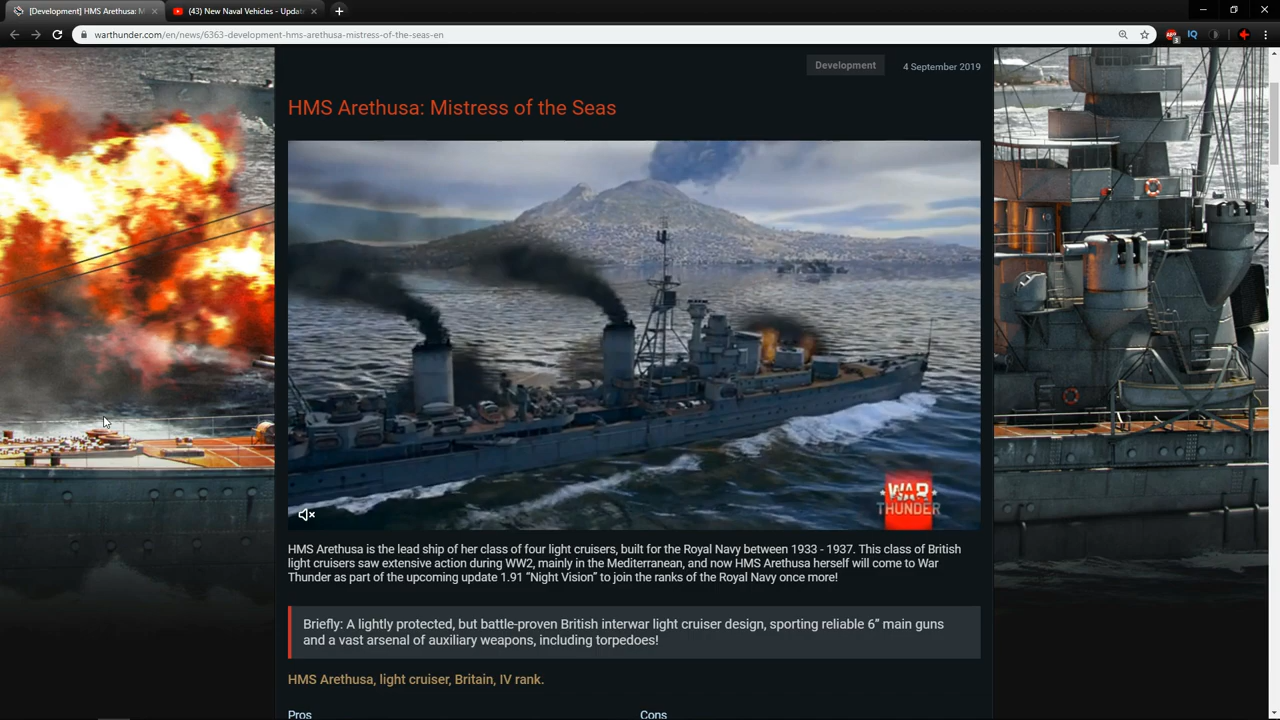 [Development] HMS Arethusa: M
(43) New Naval Vehicles - Updat
warthunder.com/en/news/6363-development-hms-arethusa-mistress-of-the-seas-en
IQ
Development
4 September 2019
HMS Arethusa: Mistress of the Seas
WAR
THUNDER
HMS Arethusa is the lead ship of her class of four light cruisers, built for the Royal Navy between 1933 - 1937. This class of British
light cruisers saw extensive action during WW2, mainly in the Mediterranean, and now HMS Arethusa herself will come to War
Thunder as part of the upcoming update 1.91 “Night Vision” to join the ranks of the Royal Navy once more!
Briefly: A lightly protected, but battle-proven British interwar light cruiser design, sporting reliable 6” main guns
and a vast arsenal of auxiliary weapons, including torpedoes!
HMS Arethusa, light cruiser, Britain, IV rank.
Pros
Cons